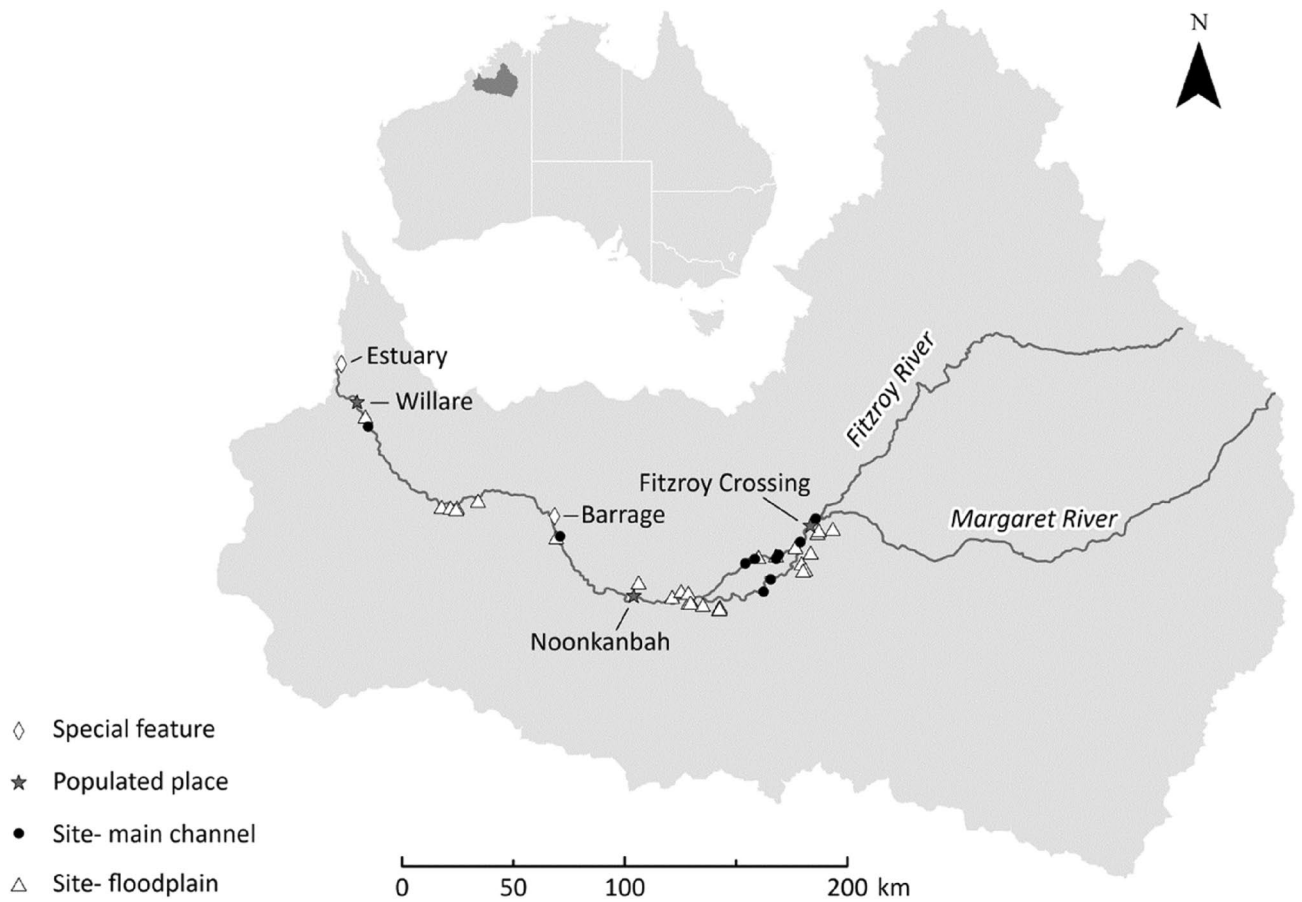 N
Estuary
Willare
Fitzroy River
Fitzroy Crossing
Barrage
Margaret River
Noonkanbah
Special feature
Populated place
Site- main channel
Site- floodplain
0 50 100 200 km